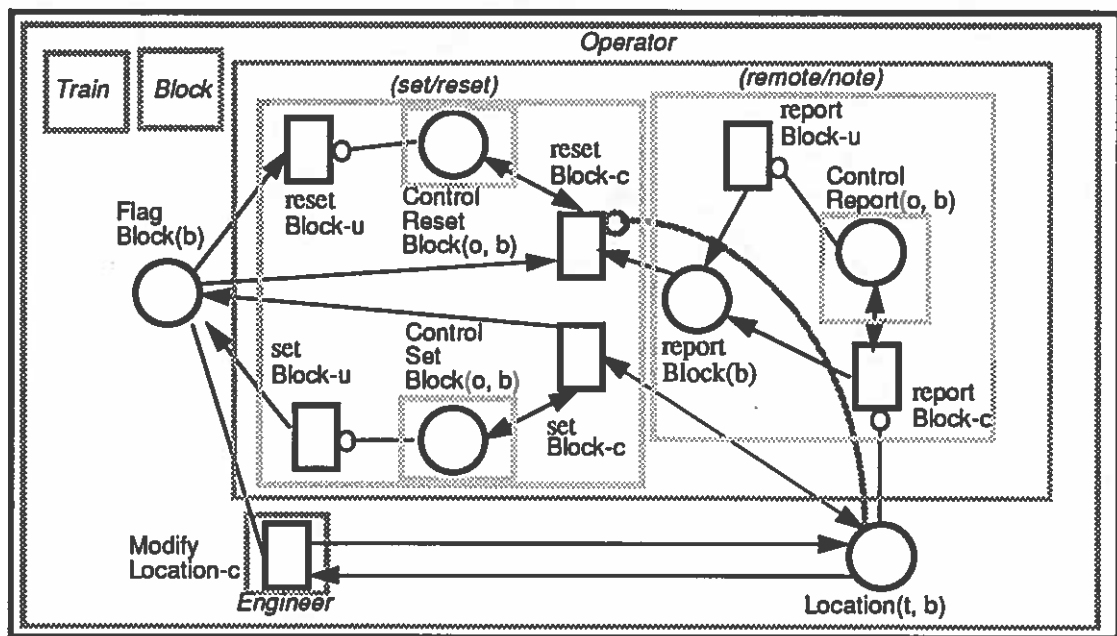 Operator
Train
Block
(set/reset)
(remote/note)
report
Block-u
reset
Block-c
Control
Report(o, b)
reset
Block-u
Control
Reset
Block(o, b)
Flag
Block(b)
set
Block-u
Control
Set
Block(o, b)
report
Block(b)
set
Block-c
report
Block-c
Modify
Location-c
Engineer
Location(t, b)